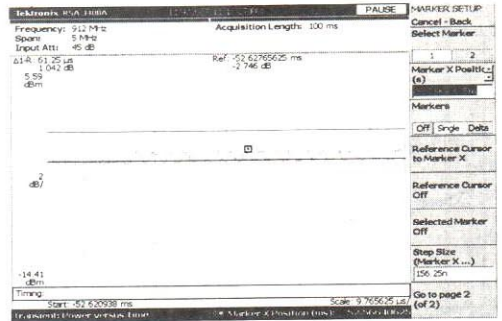 Tektronix RSA 3408A
PAUSE
Frequency: 912 MHz
Span: 5 MHz
Input Att: 45 dB
Acquisition Length: 100 ms
Δ1-R: 61.25 µs
1.042 dB
Ref: -52.62765625 ms
-2.746 dB
5.59
dBm
2
dB/
-14.41
dBm
Timing:
Start: -52.620938 ms
Scale: 9.765625 µs/
Transient: Power versus Time
Marker X Position (ms):
MARKER SETUP
Cancel - Back
Select Marker
1 2
Marker X Position
(s)
Markers
Off Single Delta
Reference Cursor
to Marker X
Reference Cursor
Off
Selected Marker
Off
Step Size
(Marker X ...)
156.25n
Go to page 2
(of 2)